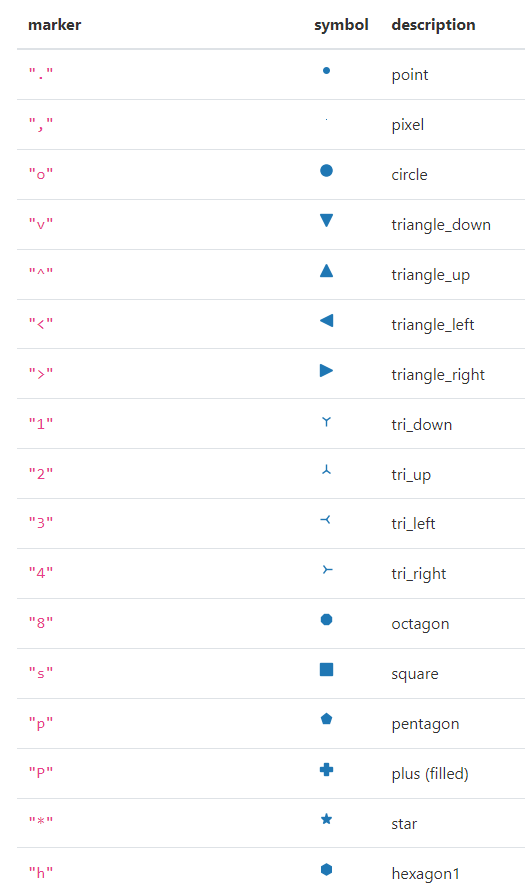 marker symbol description
"." point
"," pixel
"o" circle
"v" triangle_down
"^" triangle_up
"<" triangle_left
">" triangle_right
"1" tri_down
"2" tri_up
"3" tri_left
"4" tri_right
"8" octagon
"s" square
"p" pentagon
"P" plus (filled)
"*" star
"h" hexagon1